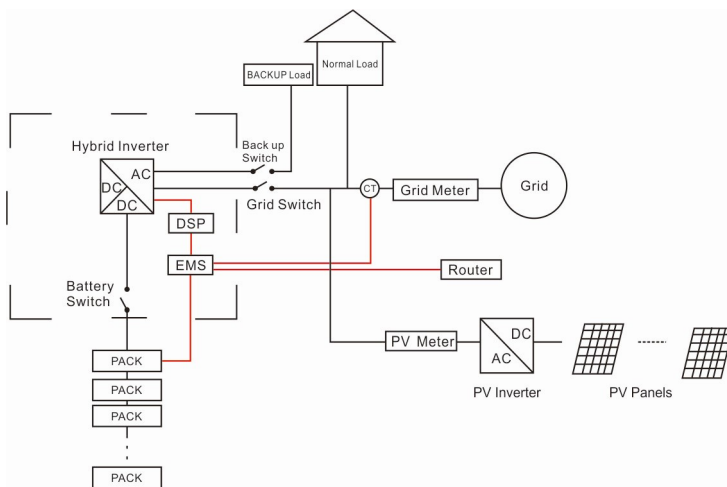 Normal Load
BACKUP Load
Hybrid Inverter
Back up
Switch
AC
DC
DC
CT
Grid Meter
Grid
Grid Switch
DSP
EMS
Router
Battery
Switch
PV Meter
DC
AC
PACK
PV Inverter
PV Panels
PACK
PACK
PACK